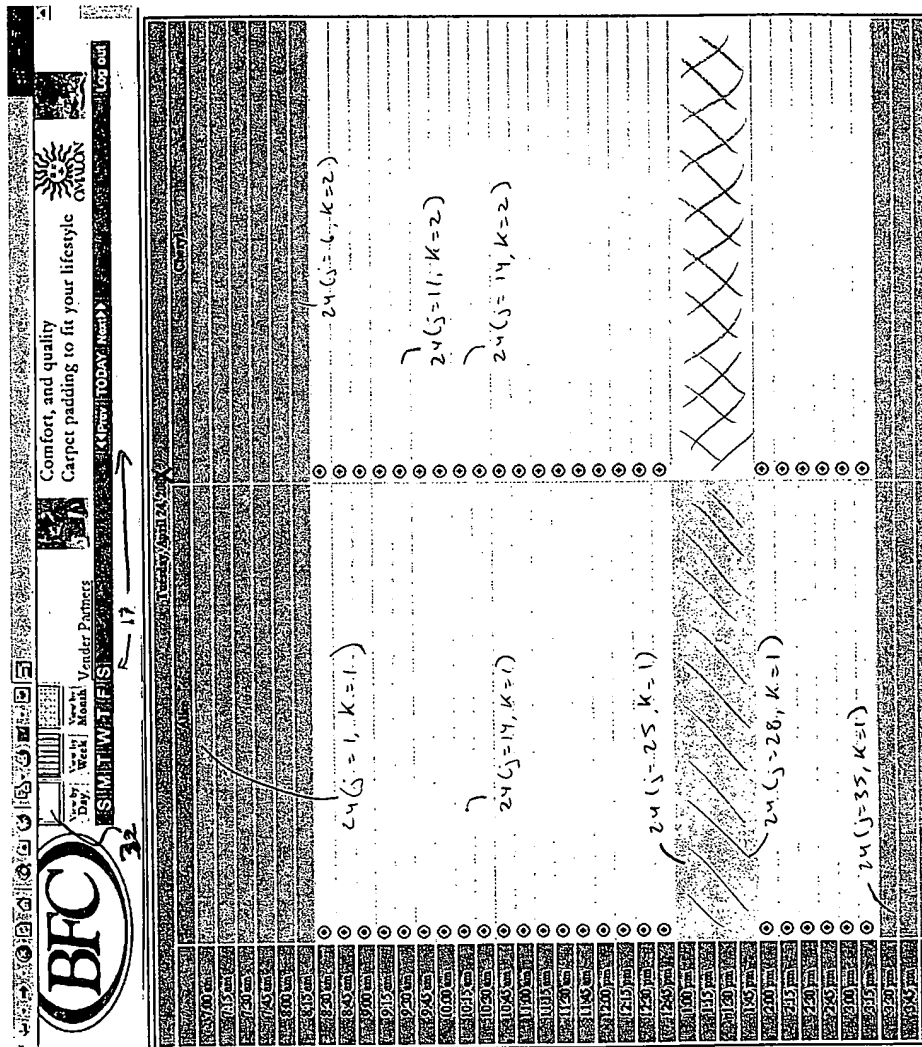 BFC
View by Day
View by Week
View by Month
Vender Partners
Comfort, and quality
Carpet padding to fit your lifestyle
OMALON
S M T W T F S
<<Prev TODAY Next>>
Log out
32
17
Tuesday, April 24,
Cheryl
7:00 am
7:15 am
7:30 am
7:45 am
8:00 am
8:15 am
8:30 am
8:45 am
9:00 am
9:15 am
9:30 am
9:45 am
10:00 am
10:15 am
10:30 am
10:45 am
11:00 am
11:15 am
11:30 am
11:45 am
12:00 pm
12:15 pm
12:30 pm
12:45 pm
1:00 pm
1:15 pm
1:30 pm
1:45 pm
2:00 pm
2:15 pm
2:30 pm
2:45 pm
3:00 pm
3:15 pm
3:30 pm
3:45 pm
24(j=1, K=1)
24(j=6, K=2)
24(j=11, K=2)
24(j=14, K=1)
24(j=14, K=2)
24(j=25, K=1)
24(j=28, K=1)
24(j=35, K=1)